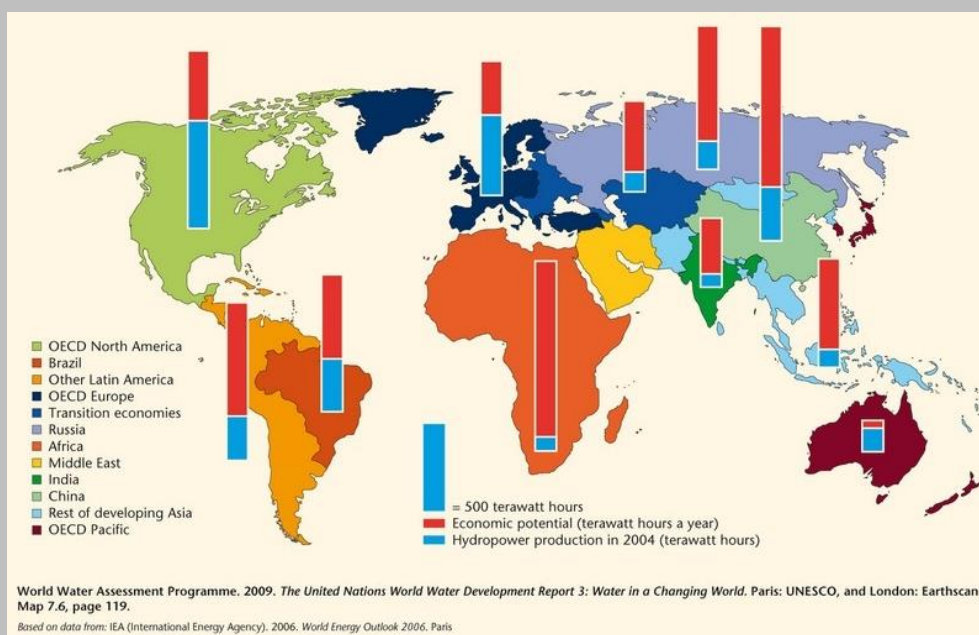 OECD North America
Brazil
Other Latin America
OECD Europe
Transition economies
Russia
Africa
Middle East
India
China
Rest of developing Asia
OECD Pacific
= 500 terawatt hours
Economic potential (terawatt hours a year)
Hydropower production in 2004 (terawatt hours)
World Water Assessment Programme. 2009. The United Nations World Water Development Report 3: Water in a Changing World. Paris: UNESCO, and London: Earthscan
Map 7.6, page 119.
Based on data from: IEA (International Energy Agency). 2006. World Energy Outlook 2006. Paris